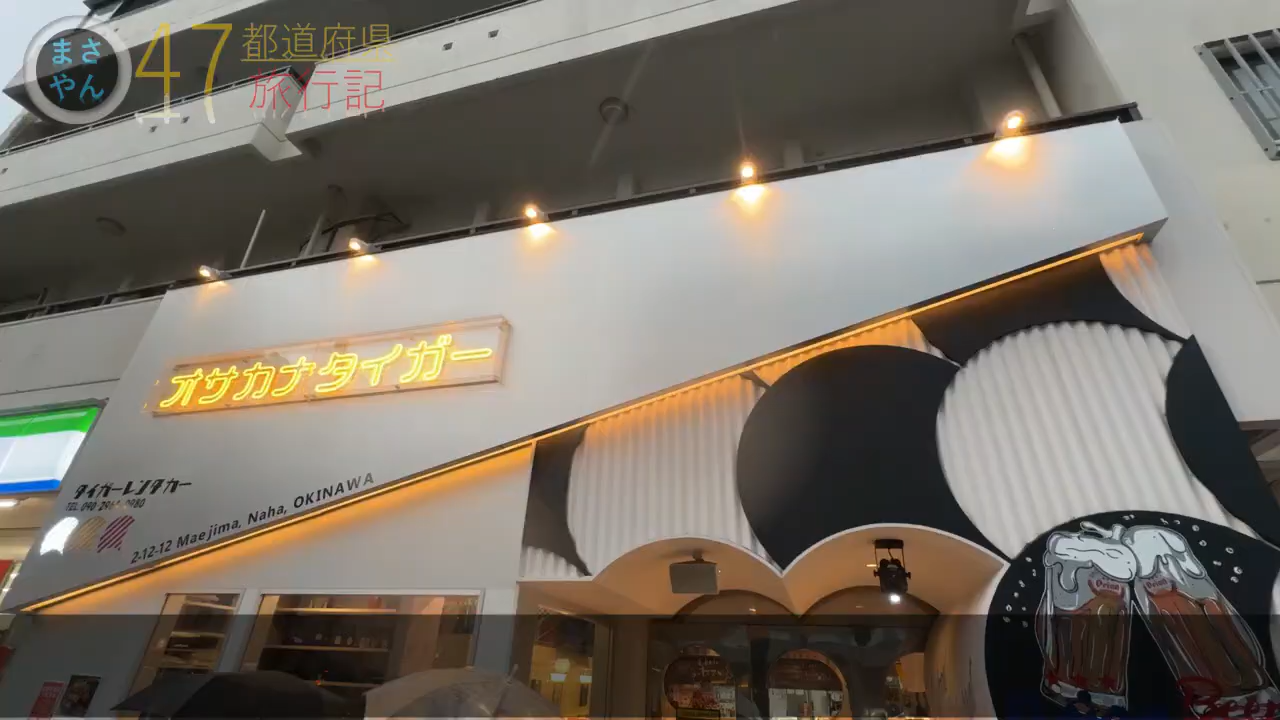 まさ
やん
47
都道府県
旅行記
オサカナタイガー
タイガーレンタカー
2-12-12 Maejima, Naha, OKINAWA
Orion